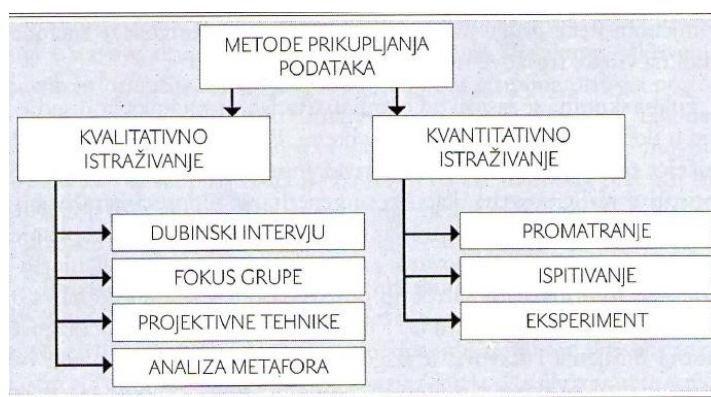 METODE PRIKUPLJANJA
PODATAKA
KVALITATIVNO
ISTRAŽIVANJE
KVANTITATIVNO
ISTRAŽIVANJE
DUBINSKI INTERVJU
FOKUS GRUPE
PROJEKTIVNE TEHNIKE
ANALIZA METAFORA
PROMATRANJE
ISPITIVANJE
EKSPERIMENT